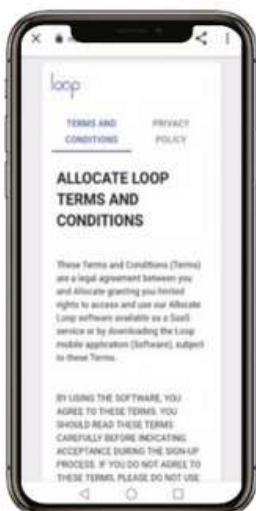 loop
TERMS AND
CONDITIONS
PRIVACY
POLICY
ALLOCATE LOOP
TERMS AND
CONDITIONS
These Terms and Conditions (Terms)
are a legal agreement between you
and Allocate granting you limited
rights to access and use our Allocate
Loop software available as a SaaS
service or by downloading the Loop
mobile application (Software), subject
to these Terms.
BY USING THE SOFTWARE, YOU
AGREE TO THESE TERMS. YOU
SHOULD READ THESE TERMS
CAREFULLY BEFORE INDICATING
ACCEPTANCE DURING THE SIGN-UP
PROCESS. IF YOU DO NOT AGREE TO
THESE TERMS, PLEASE DO NOT USE